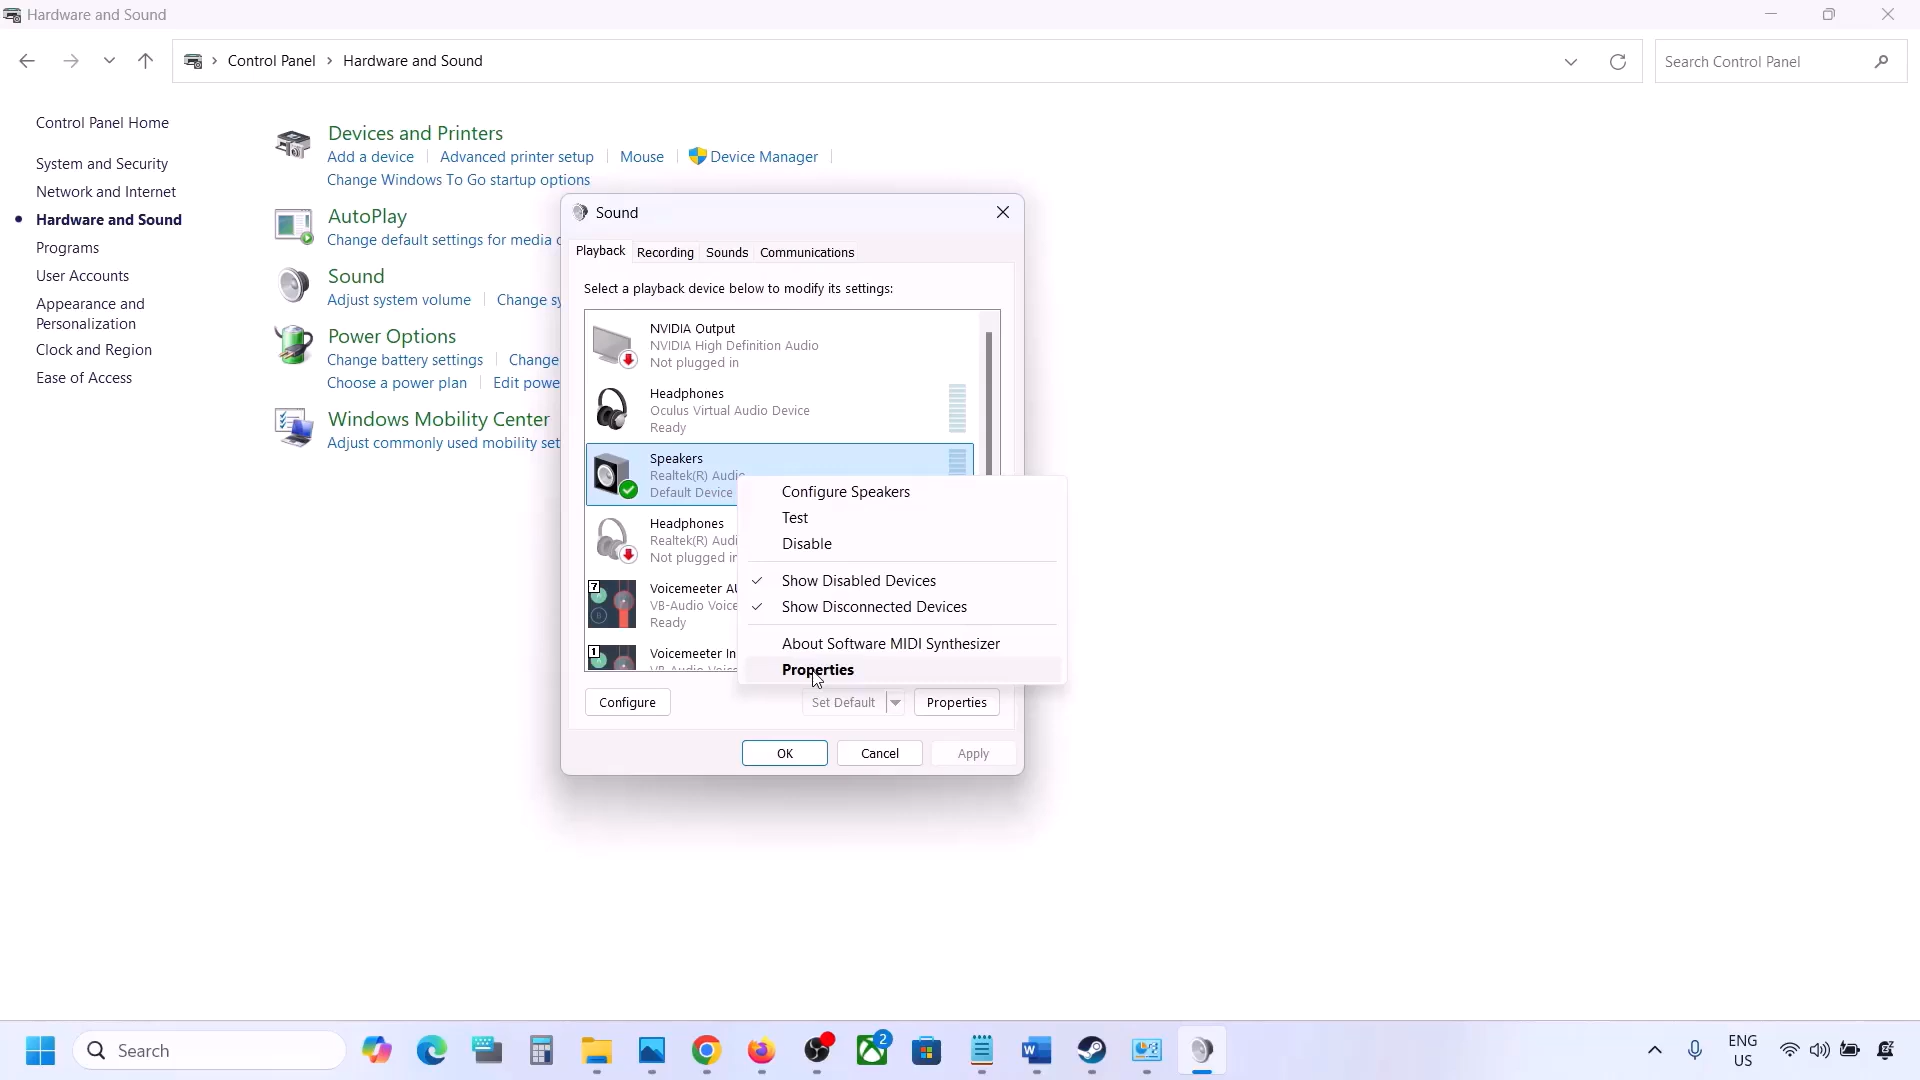 Hardware and Sound
Control Panel
Hardware and Sound
Search Control Panel
Control Panel Home
System and Security
Network and Internet
Hardware and Sound
Programs
User Accounts
Appearance and
Personalization
Clock and Region
Ease of Access
Devices and Printers
Add a device
Advanced printer setup
Mouse
Device Manager
Change Windows To Go startup options
AutoPlay
Change default settings for media
Sound
Adjust system volume
Change
Power Options
Change battery settings
Change
Choose a power plan
Edit
Windows Mobility Center
Adjust commonly used mobility
Sound
Playback
Recording
Sounds
Communications
Select a playback device below to modify its settings:
NVIDIA Output
NVIDIA High Definition Audio
Not plugged in
Headphones
Oculus Virtual Audio Device
Ready
Speakers
Realtek(R) Audio
Default Device
Headphones
Realtek(R)
Not plugged in
7
Voicemeeter
VB-Audio
Ready
1
Voicemeeter
VB-Audio
Configure Speakers
Test
Disable
Show Disabled Devices
Show Disconnected Devices
About Software MIDI Synthesizer
Properties
Configure
Set Default
Properties
OK
Cancel
Apply
Search
2
ENG
US